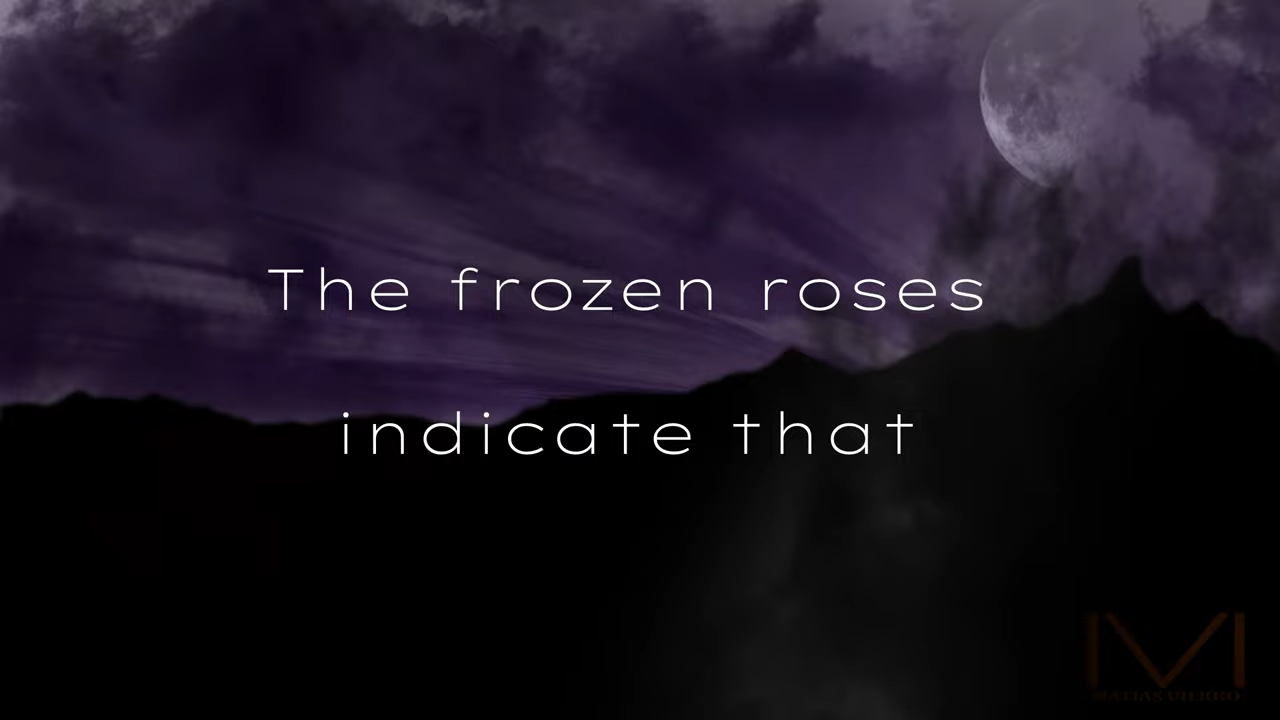 The frozen roses
indicate that